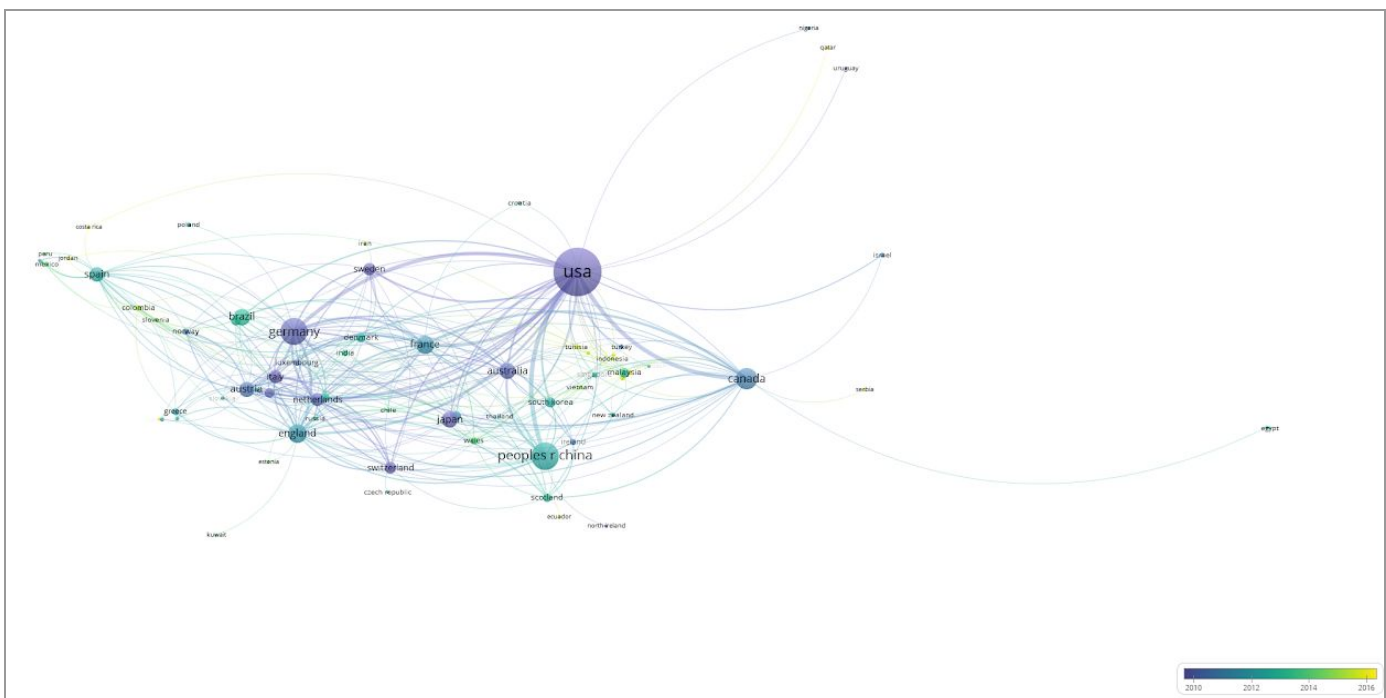 nigeria
qatar
uruguay
croatia
poland
costa rica
iran
peru
jordan
mexico
spain
sweden
usa
israel
colombia
slovenia
brazil
norway
germany
denmark
france
india
luxembourg
tunisia
turkey
indonesia
italy
australia
malaysia
canada
austria
vietnam
serbia
netherlands
south korea
greece
chile
russia
japan
thailand
new zealand
england
wales
ireland
egypt
peoples r china
estonia
switzerland
czech republic
scotland
ecuador
north ireland
kuwait
2010
2012
2014
2016